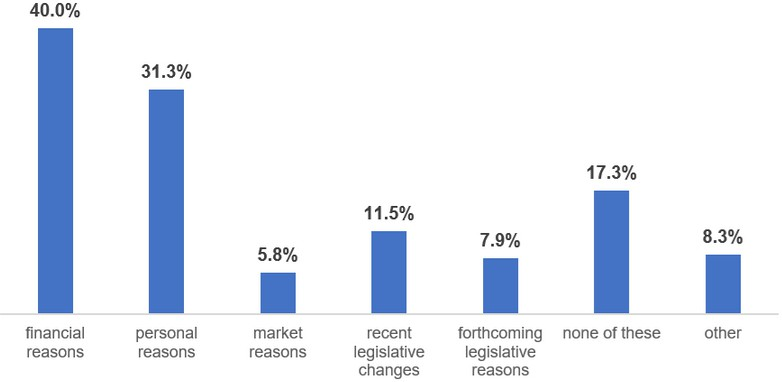 40.0%
31.3%
5.8%
11.5%
7.9%
17.3%
8.3%
financial
reasons
personal
reasons
market
reasons
recent
legislative
changes
forthcoming
legislative
reasons
none of these
other